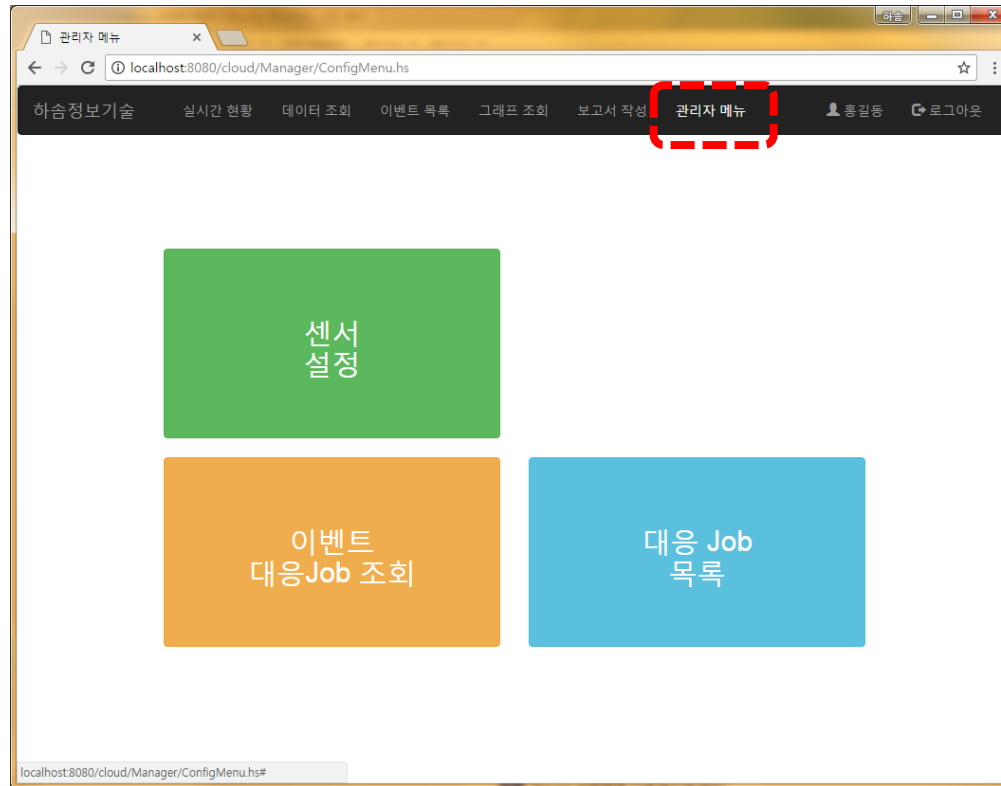 하솜
관리자 메뉴
localhost:8080/cloud/Manager/ConfigMenu.hs
하솜정보기술 실시간 현황 데이터 조회 이벤트 목록 그래프 조회 보고서 작성 관리자 메뉴 홍길동 로그아웃
센서
설정
이벤트
대응Job 조회
대응 Job
목록
localhost:8080/cloud/Manager/ConfigMenu.hs#